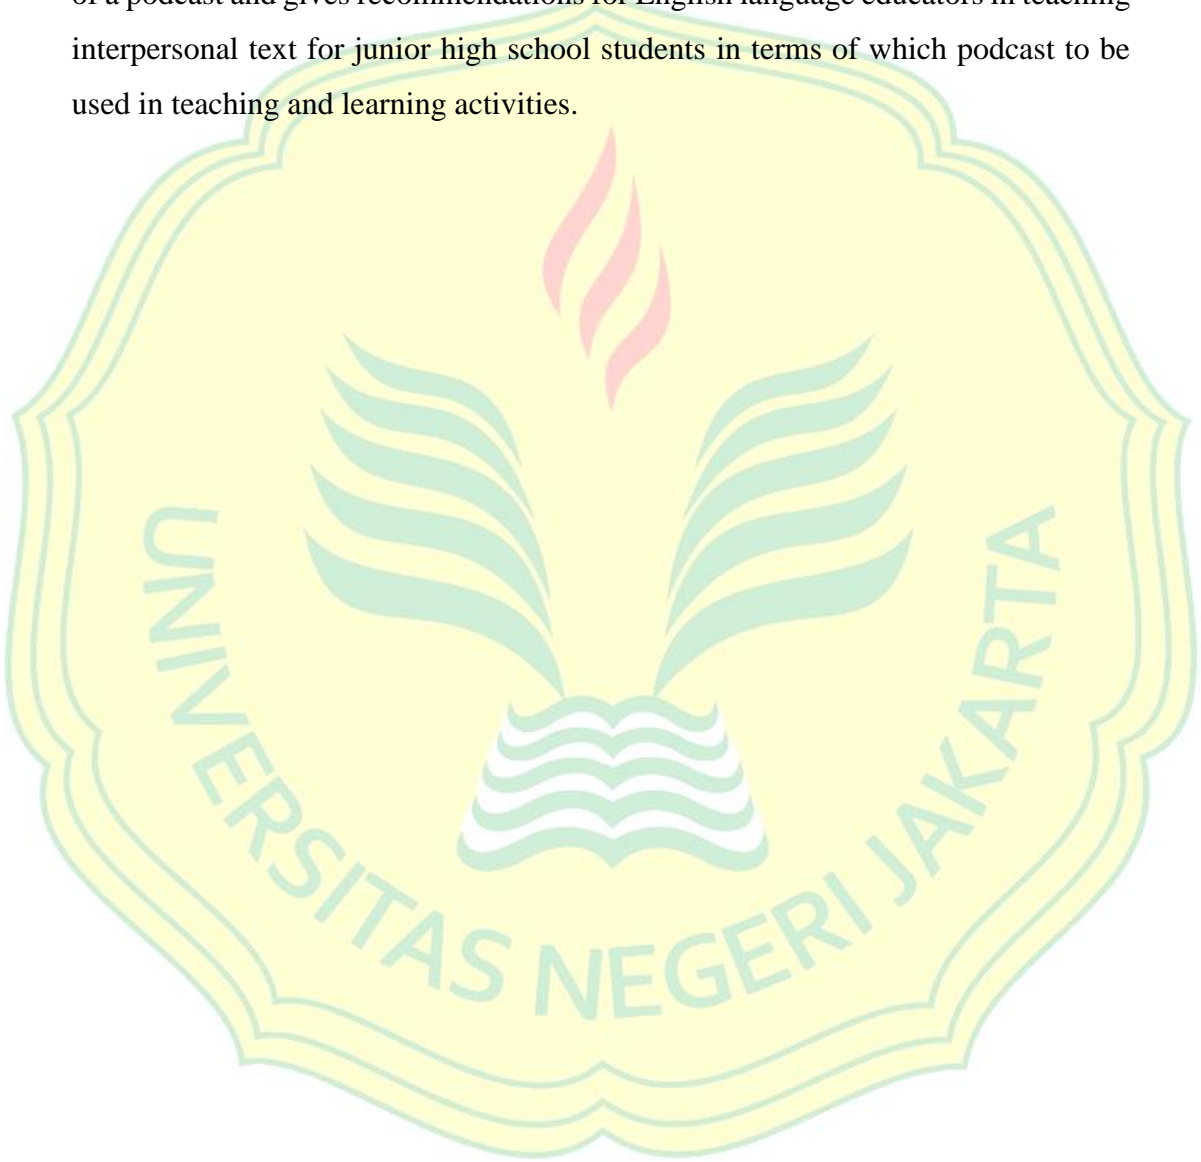 of a podcast and gives recommendations for English language educators in teaching
interpersonal text for junior high school students in terms of which podcast to be
used in teaching and learning activities.
UNIVERSITAS NEGERI JAKARTA